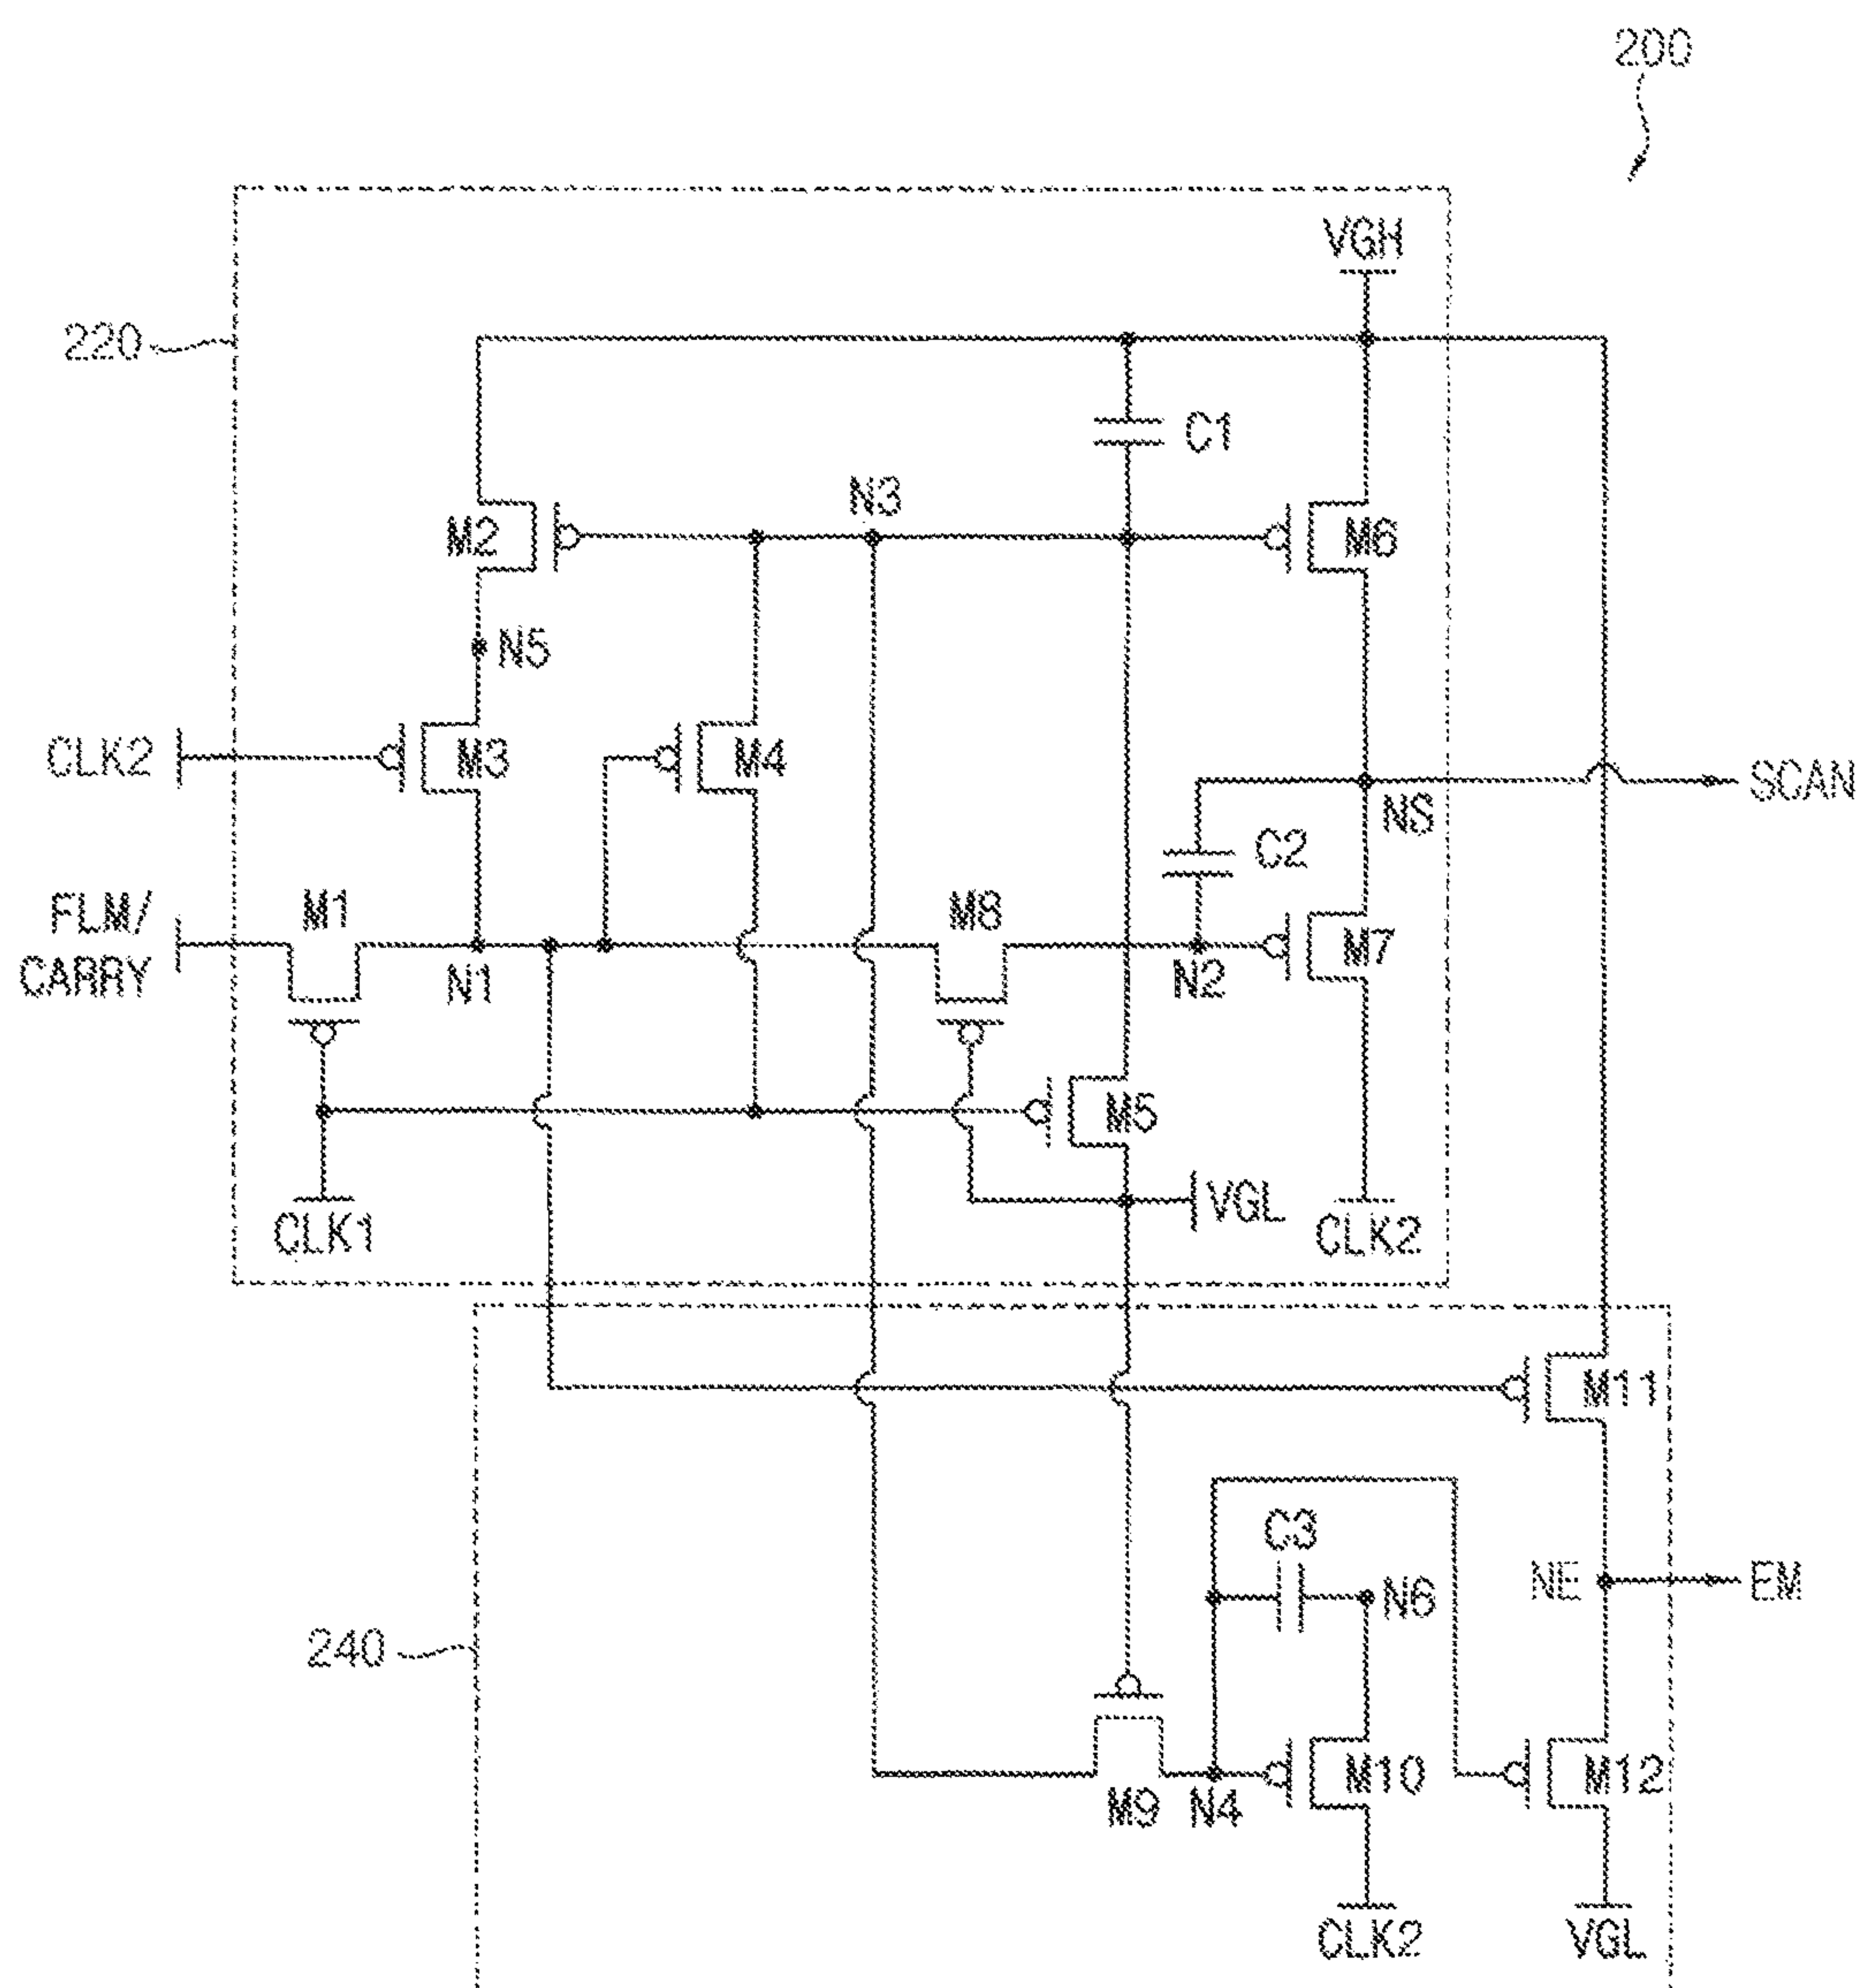 200
VGH
220
C1
N3
M2
M6
N5
CLK2
M3
M4
SCAN
NS
C2
FLM/
CARRY
M1
M8
M7
N1
N2
M5
VGL
CLK1
CLK2
M11
C3
NE
EM
N6
240
M10
M12
M9
N4
CLK2
VGL